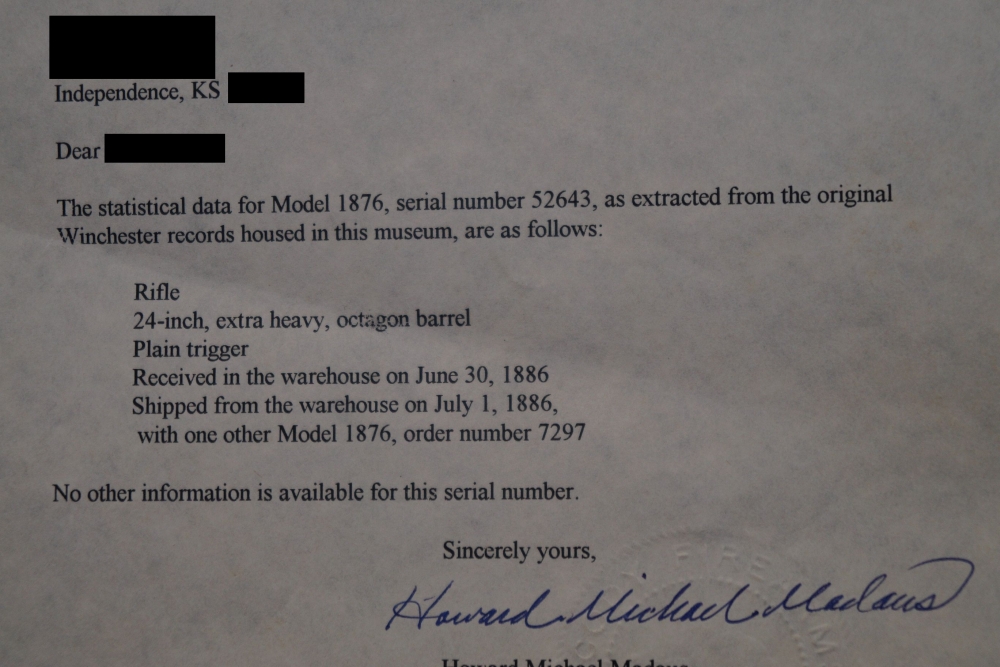 Independence, KS
Dear
The statistical data for Model 1876, serial number 52643, as extracted from the original
Winchester records housed in this museum, are as follows:
Rifle
24-inch, extra heavy, octagon barrel
Plain trigger
Received in the warehouse on June 30, 1886
Shipped from the warehouse on July 1, 1886,
with one other Model 1876, order number 7297
No other information is available for this serial number.
Sincerely yours,
Howard Michael Madaus
Howard Michael Madaus